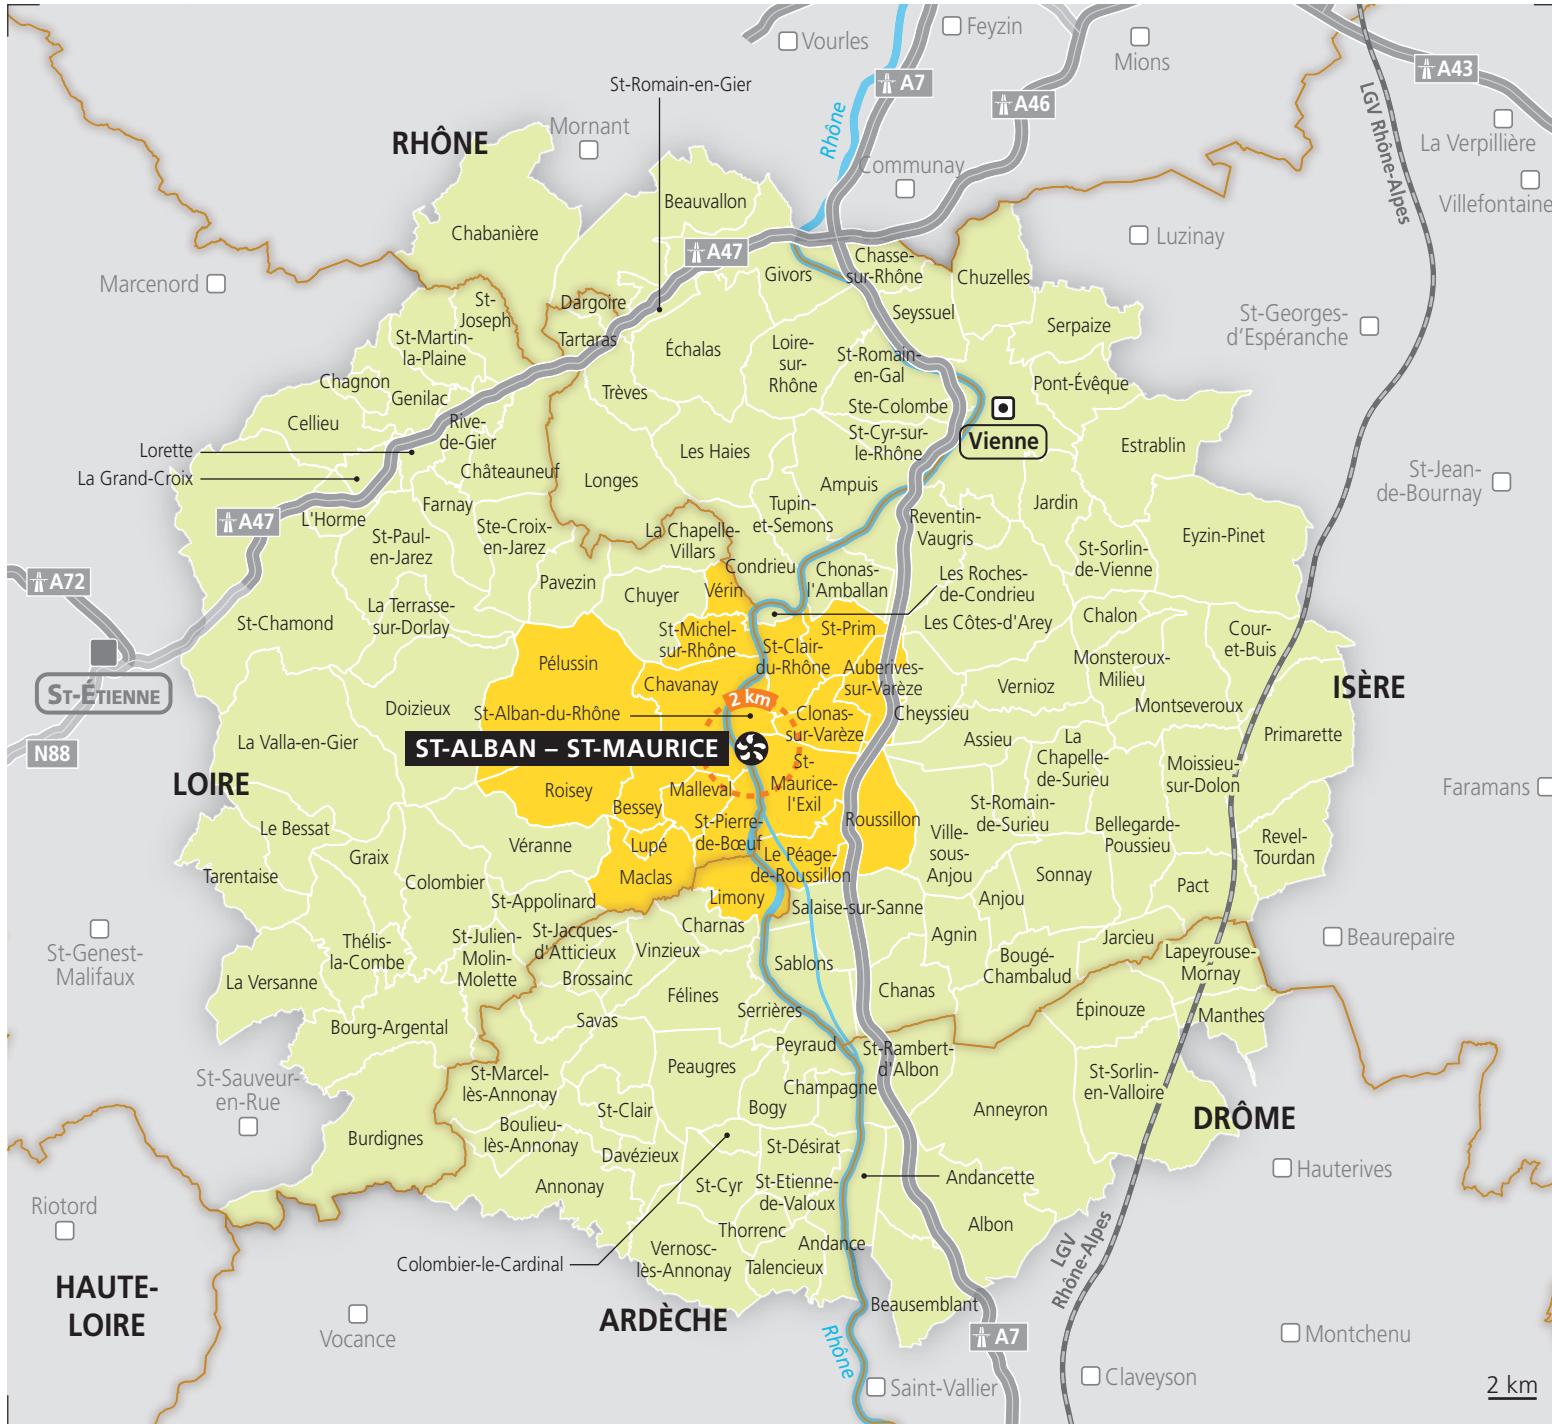 Vourles
Feyzin
Mions
A43
A7
A46
St-Romain-en-Gier
Rhône
LGV Rhône-Alpes
Mornant
RHÔNE
Communay
La Verpillière
Villefontaine
Beauvallon
Chabanière
A47
Luzinay
Givors
Chasse-
sur-Rhône
Chuzelles
Marcenord
St-
Joseph
Dargoire
Seyssuel
Serpaize
St-Georges-
d'Espéranche
St-Martin-
la-Plaine
Tartaras
Échalas
Loire-
sur-
Rhône
St-Romain-
en-Gal
Chagnon
Genilac
Trèves
Pont-Évêque
Cellieu
Rive-
de-Gier
Ste-Colombe
Vienne
Lorette
St-Cyr-sur-
le-Rhône
Estrablin
La Grand-Croix
Châteauneuf
Les Haies
Longes
Ampuis
St-Jean-
de-Bournay
A47
L'Horme
Farnay
Tupin-
et-Semons
Jardin
Reventin-
Vaugris
Ste-Croix-
en-Jarez
St-Paul-
en-Jarez
La Chapelle-
Villars
Eyzin-Pinet
St-Sorlin-
de-Vienne
A72
Pavezin
Condrieu
Chonas-
l'Amballan
Les Roches-
de-Condrieu
Chuyer
Vérin
La Terrasse-
sur-Dorlay
St-Chamond
Les Côtes-d'Arey
Chalon
St-Michel-
sur-Rhône
St-Prim
St-Clair-
du-Rhône
Cour-
et-Buis
Pélussin
Auberives-
sur-Varèze
Monsteroux-
Milieu
ST-ÉTIENNE
Chavanay
2 km
Vernioz
ISÈRE
Doizieux
St-Alban-du-Rhône
Clonas-
sur-Varèze
Cheyssieu
Montseveroux
N88
La Valla-en-Gier
ST-ALBAN – ST-MAURICE
Assieu
La
Chapelle-
de-Surieu
Primarette
LOIRE
Roisey
Malleval
St-
Maurice-
l'Exil
Moissieu-
sur-Dolon
Faramans
Bessey
St-Romain-
de-Surieu
Le Bessat
St-Pierre-
de-Bœuf
Roussillon
Bellegarde-
Poussieu
Véranne
Lupé
Ville-
sous-
Anjou
Revel-
Tourdan
Graix
Le Péage-
de-Roussillon
Tarentaise
Colombier
Maclas
Sonnay
Pact
St-Appolinard
Limony
Salaise-sur-Sanne
Anjou
St-Genest-
Malifaux
Charnas
Beaurepaire
Thélis-
la-Combe
St-Julien-
Molin-
Molette
St-Jacques-
d'Atticieux
Vinzieux
Agnin
Jarcieu
Bougé-
Chambalud
Lapeyrouse-
Mornay
La Versanne
Brossainc
Sablons
Félines
Chanas
Bourg-Argental
Savas
Serrières
Épinouze
Manthes
Peyraud
St-Rambert-
d'Albon
St-Sauveur-
en-Rue
St-Marcel-
lès-Annonay
Peaugres
Champagne
St-Sorlin-
en-Valloire
St-Clair
Bogy
Anneyron
DRÔME
Burdignes
Boulieu-
lès-Annonay
Davézieux
St-Désirat
Hauterives
Riotord
Annonay
St-Cyr
St-Etienne-
de-Valoux
Andancette
Thorrenc
Albon
LGV
Rhône-Alpes
Colombier-le-Cardinal
Vernosc-
lès-Annonay
Andance
Talencieux
HAUTE-
LOIRE
ARDÈCHE
Beausemblant
Vocance
Rhône
A7
Montchenu
Saint-Vallier
Claveyson
2 km